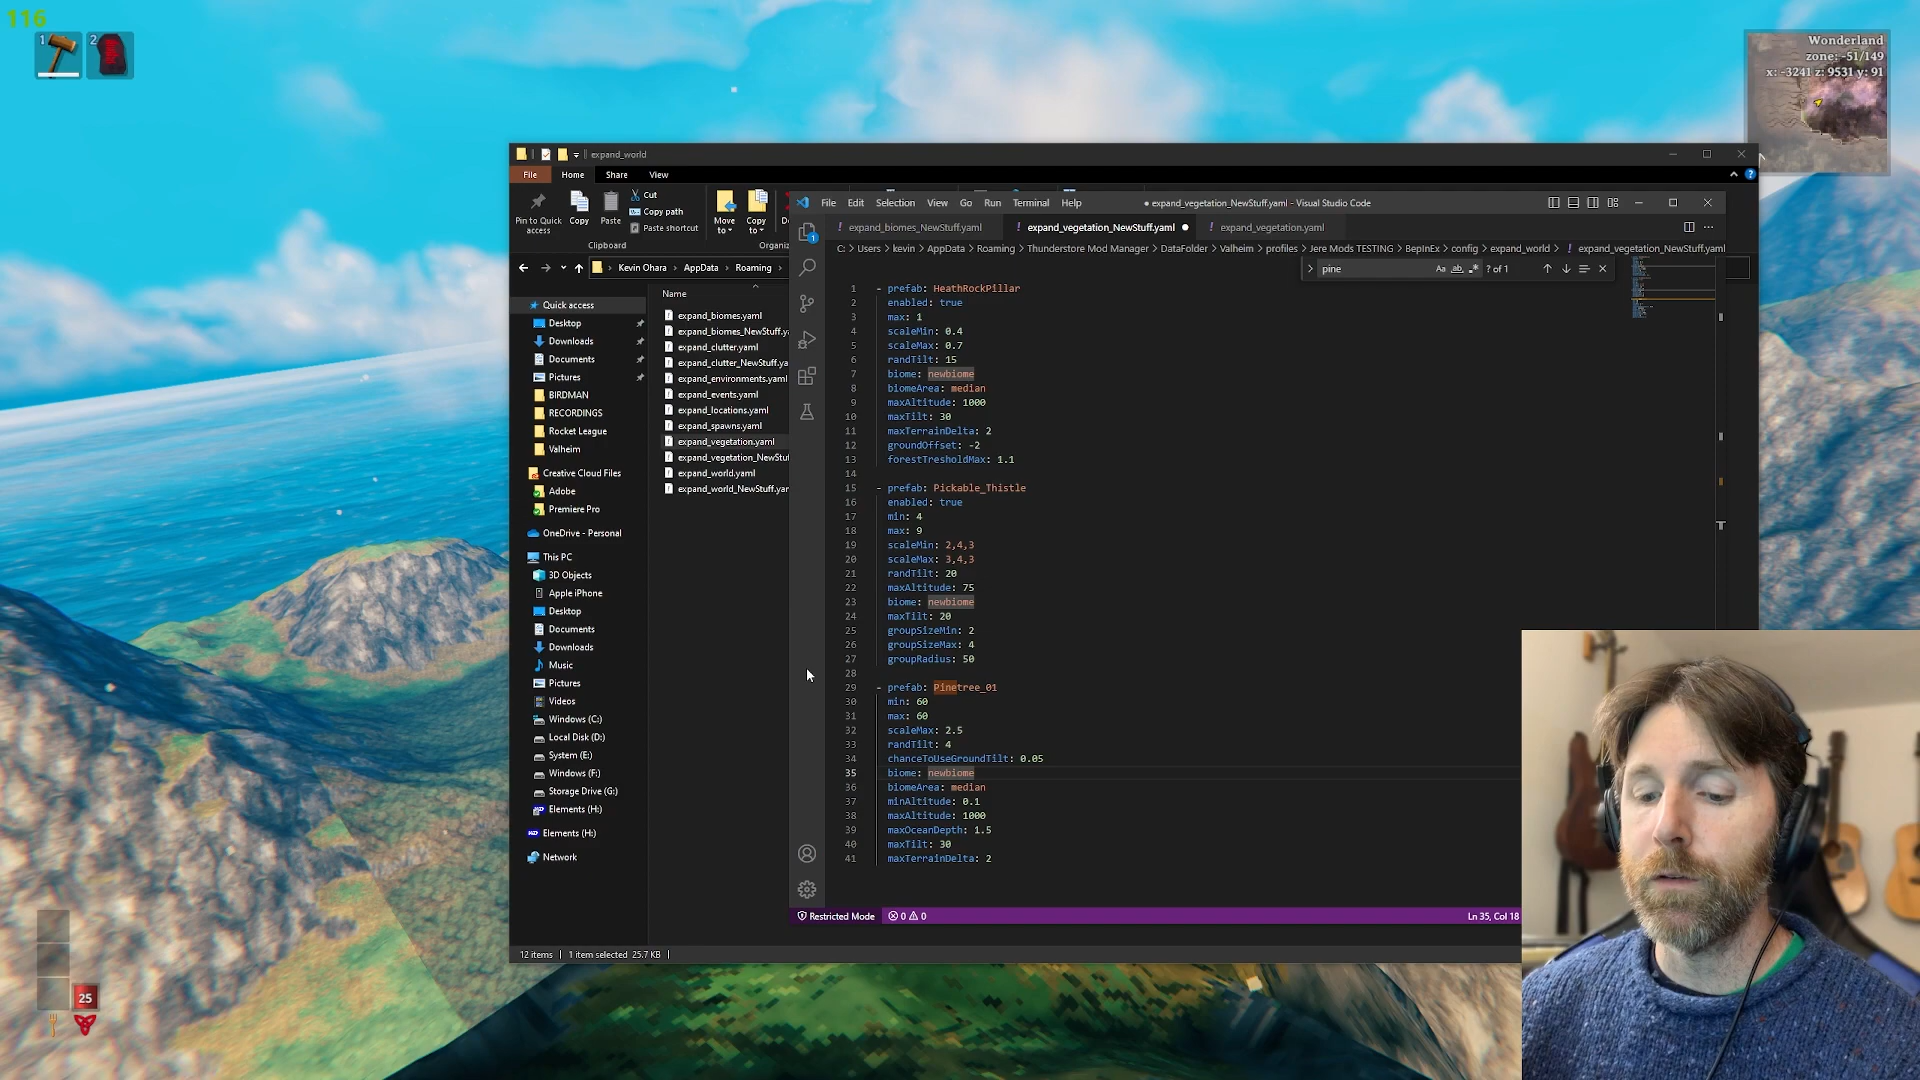 116
1
2
Wonderland
zone: -51/149
x: -3241 z: 9531 y: 91
expand_world
File Home Share View
Pin to Quick access
Copy
Paste
Cut
Copy path
Paste shortcut
Clipboard
Move to
Copy to
Organiz
Kevin Ohara > AppData > Roaming >
Quick access
Desktop
Downloads
Documents
Pictures
BIRDMAN
RECORDINGS
Rocket League
Valheim
Creative Cloud Files
Adobe
Premiere Pro
OneDrive - Personal
This PC
3D Objects
Apple iPhone
Desktop
Documents
Downloads
Music
Pictures
Videos
Windows (C:)
Local Disk (D:)
System (E:)
Windows (F:)
Storage Drive (G:)
Elements (H:)
Elements (H:)
Network
Name
expand_biomes.yaml
expand_biomes_NewStuff.ya
expand_clutter.yaml
expand_clutter_NewStuff.ya
expand_environments.yaml
expand_events.yaml
expand_locations.yaml
expand_spawns.yaml
expand_vegetation.yaml
expand_vegetation_NewStuf
expand_world.yaml
expand_world_NewStuff.yam
12 items | 1 item selected 25.7 KB |
File Edit Selection View Go Run Terminal Help
● expand_vegetation_NewStuff.yaml - Visual Studio Code
! expand_biomes_NewStuff.yaml ! expand_vegetation_NewStuff.yaml ● ! expand_vegetation.yaml
C: > Users > kevin > AppData > Roaming > Thunderstore Mod Manager > DataFolder > Valheim > profiles > Jere Mods TESTING > BepInEx > config > expand_world > ! expand_vegetation_NewStuff.yaml
pine Aa ab .* ? of 1
1
1 - prefab: HeathRockPillar
2 enabled: true
3 max: 1
4 scaleMin: 0.4
5 scaleMax: 0.7
6 randTilt: 15
7 biome: newbiome
8 biomeArea: median
9 maxAltitude: 1000
10 maxTilt: 30
11 maxTerrainDelta: 2
12 groundOffset: -2
13 forestTresholdMax: 1.1
14
15 - prefab: Pickable_Thistle
16 enabled: true
17 min: 4
18 max: 9
19 scaleMin: 2,4,3
20 scaleMax: 3,4,3
21 randTilt: 20
22 maxAltitude: 75
23 biome: newbiome
24 maxTilt: 20
25 groupSizeMin: 2
26 groupSizeMax: 4
27 groupRadius: 50
28
29 - prefab: Pinetree_01
30 min: 60
31 max: 60
32 scaleMax: 2.5
33 randTilt: 4
34 chanceToUseGroundTilt: 0.05
35 biome: newbiome
36 biomeArea: median
37 minAltitude: 0.1
38 maxAltitude: 1000
39 maxOceanDepth: 1.5
40 maxTilt: 30
41 maxTerrainDelta: 2
Restricted Mode 0 0
Ln 35, Col 18
25